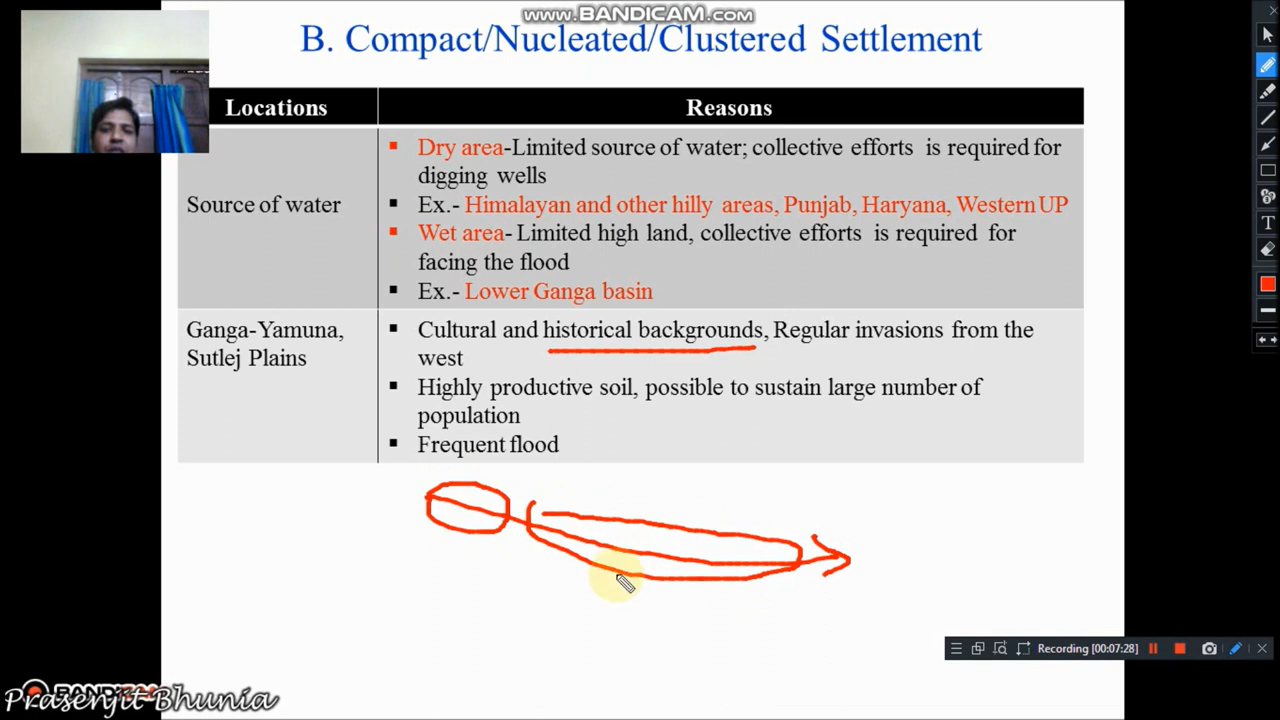 www.BANDICAM.com
B. Compact/Nucleated/Clustered Settlement
Locations
Reasons
Source of water
▪ Dry area-Limited source of water; collective efforts is required for
digging wells
▪ Ex.- Himalayan and other hilly areas, Punjab, Haryana, Western UP
▪ Wet area- Limited high land, collective efforts is required for
facing the flood
▪ Ex.- Lower Ganga basin
Ganga-Yamuna,
Sutlej Plains
▪ Cultural and historical backgrounds, Regular invasions from the
west
▪ Highly productive soil, possible to sustain large number of
population
▪ Frequent flood
Recording [00:07:28]
BANDICAM
Prasenjit Bhunia